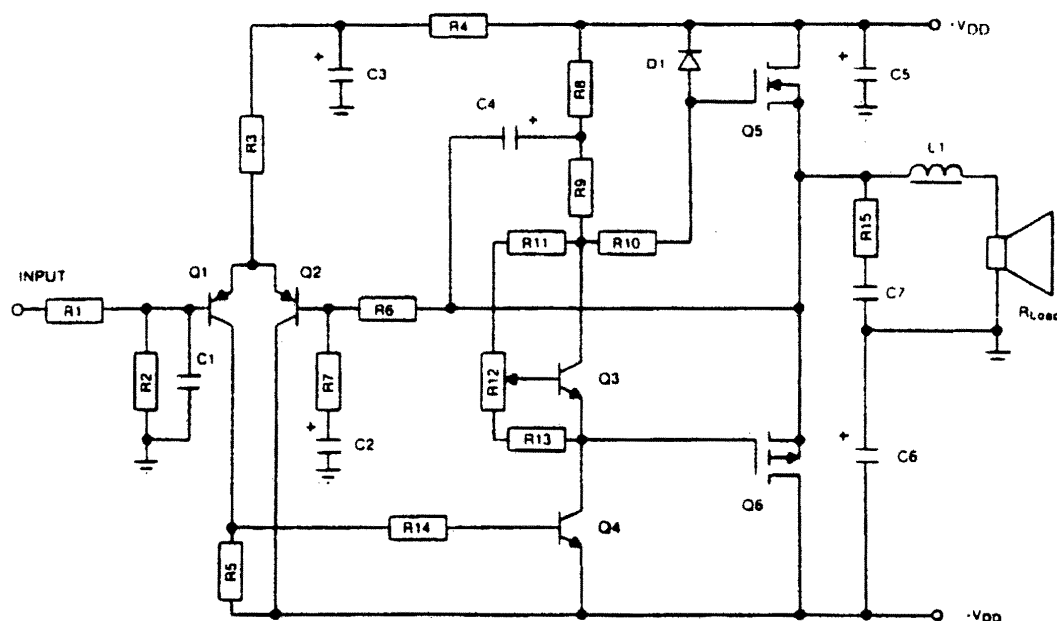 R4
·VDD
C3
D1
C5
R8
C4
Q5
R3
L1
R9
R15
R11
R10
INPUT
Q1
Q2
C7
R1
R6
RLoad
R2
C1
R7
R12
Q3
C2
R13
C6
Q6
R14
Q4
R5
·VDD